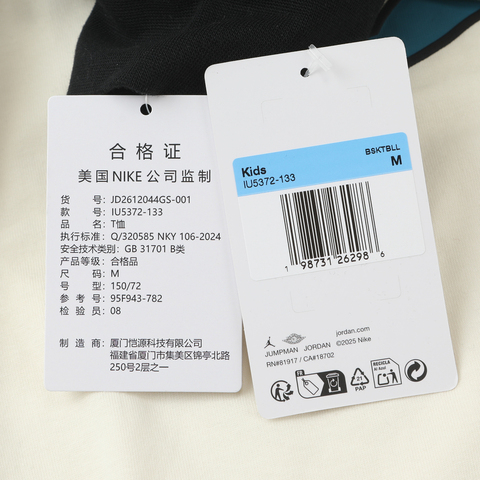 合格证
美国NIKE公司监制
货 号: JD2612044GS-001
款 号: IU5372-133
品 名: T恤
执行标准: Q/320585 NKY 106-2024
安全技术类别: GB 31701 B类
产品等级: 合格品
尺 码: M
号 型: 150/72
参 考 号: 95F943-782
检 验 员: 08
制 造 商: 厦门恺源科技有限公司
福建省厦门市集美区锦亭北路
250号2层之一
BSKTBLL
Kids
M
IU5372-133
1 98731 26298 6
jordan.com
JUMPMAN JORDAN ©2025 Nike
RN#81917 / CA#18702
FR
21
PAP
RECICLA
Al Azul